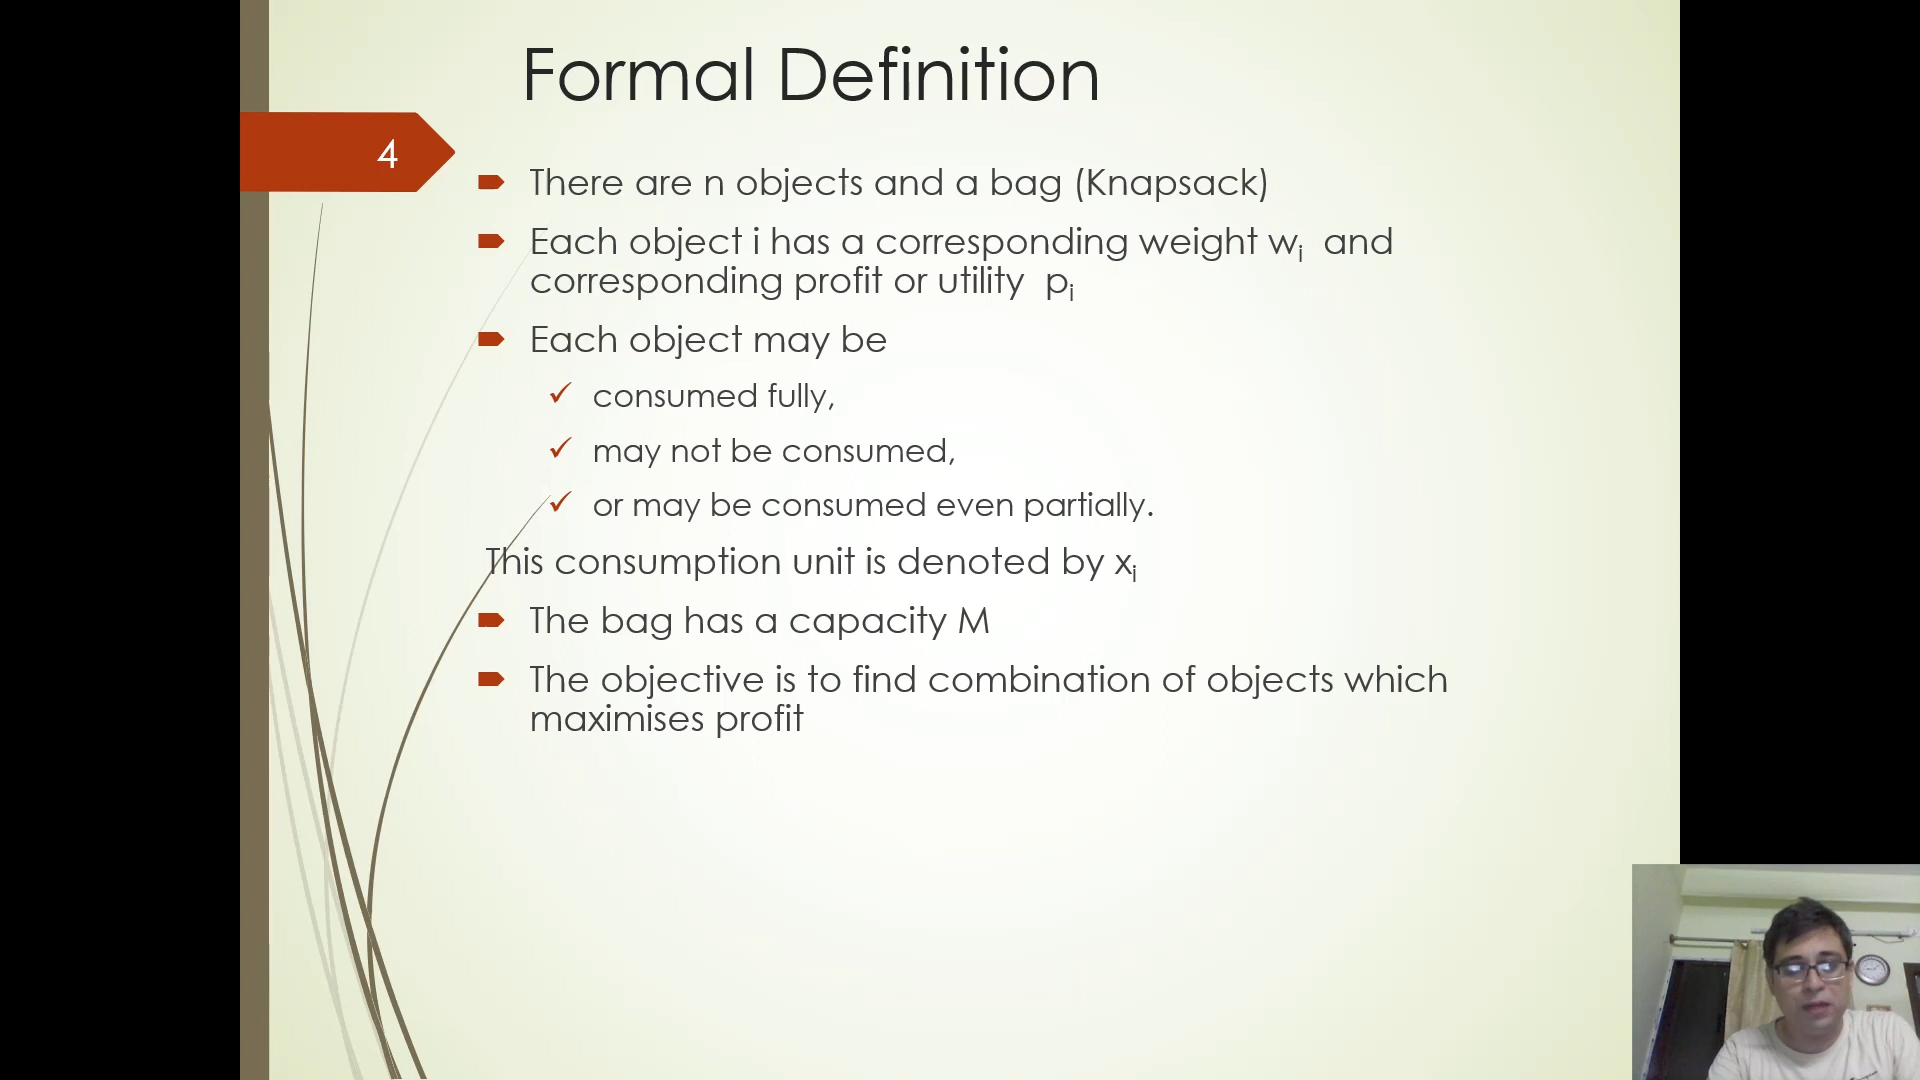 Formal Definition
4
There are n objects and a bag (Knapsack)
Each object i has a corresponding weight wᵢ and
corresponding profit or utility pᵢ
Each object may be
consumed fully,
may not be consumed,
or may be consumed even partially.
This consumption unit is denoted by xᵢ
The bag has a capacity M
The objective is to find combination of objects which
maximises profit